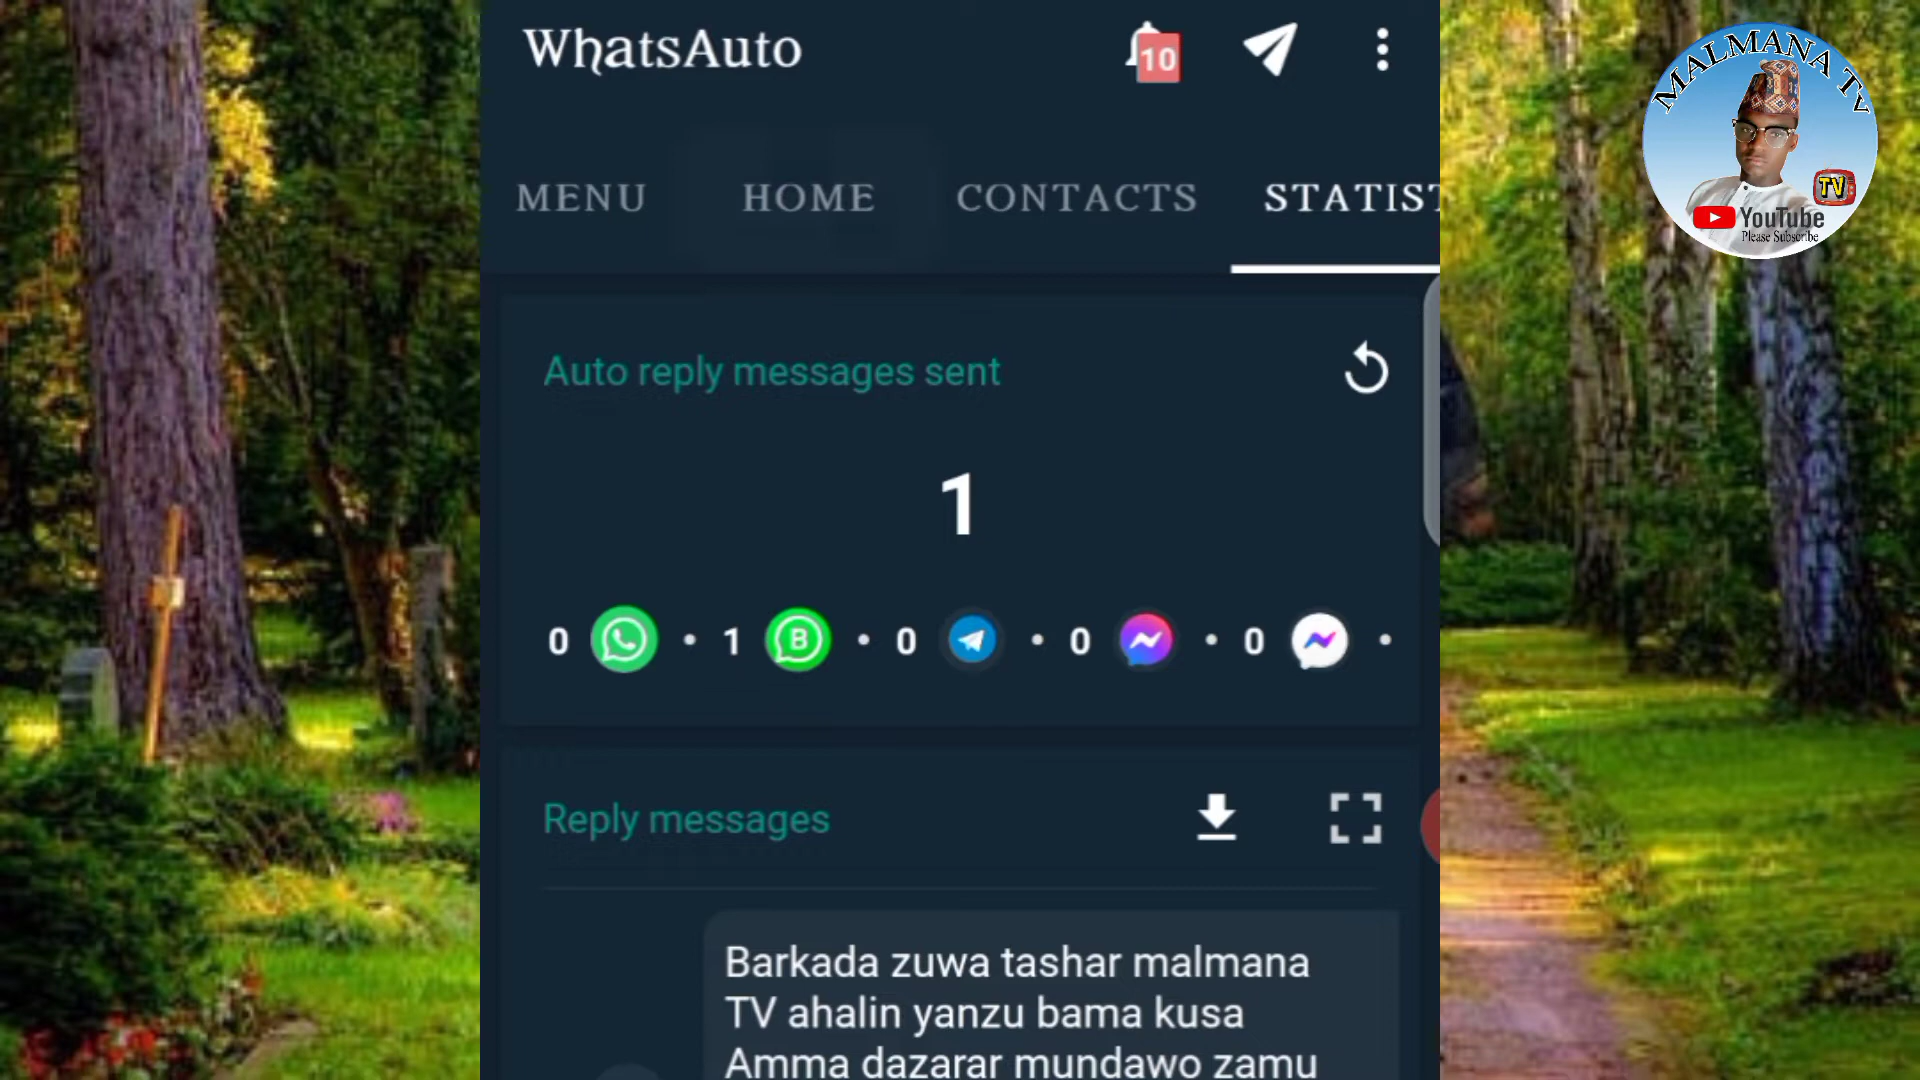 WhatsAuto
10
MENU HOME CONTACTS STATIST
Auto reply messages sent
1
0 1 B 0 0 0
Reply messages
Barkada zuwa tashar malmana
TV ahalin yanzu bama kusa
Amma dazarar mundawo zamu
MALMANA Tv
TV
YouTube
Please Subscribe